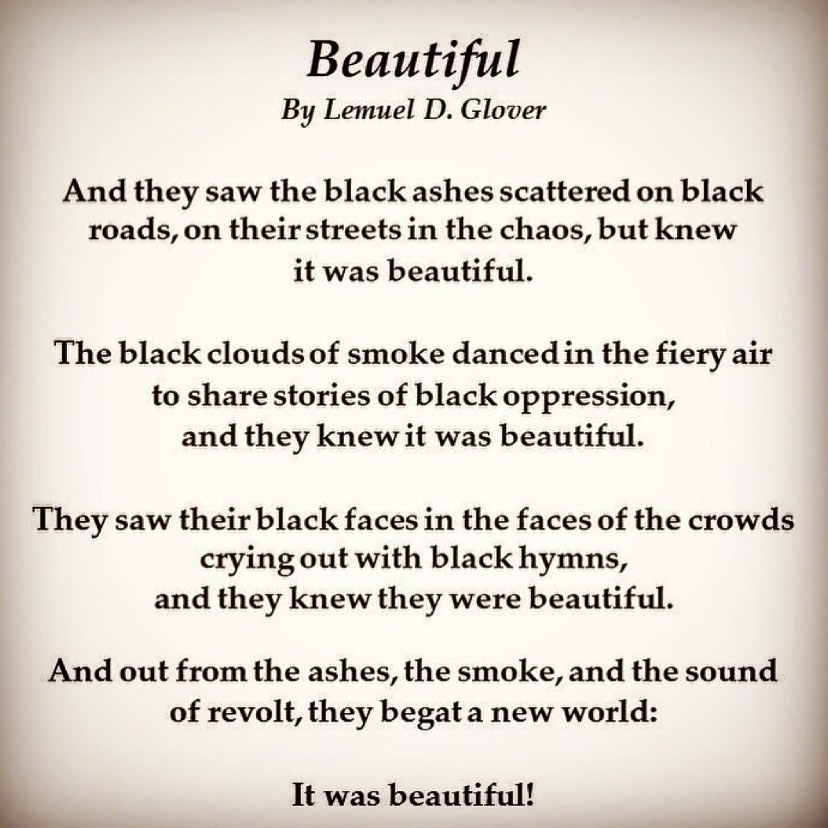 Beautiful
By Lemuel D. Glover
And they saw the black ashes scattered on black
roads, on their streets in the chaos, but knew
it was beautiful.
The black clouds of smoke danced in the fiery air
to share stories of black oppression,
and they knew it was beautiful.
They saw their black faces in the faces of the crowds
crying out with black hymns,
and they knew they were beautiful.
And out from the ashes, the smoke, and the sound
of revolt, they begat a new world:
It was beautiful!